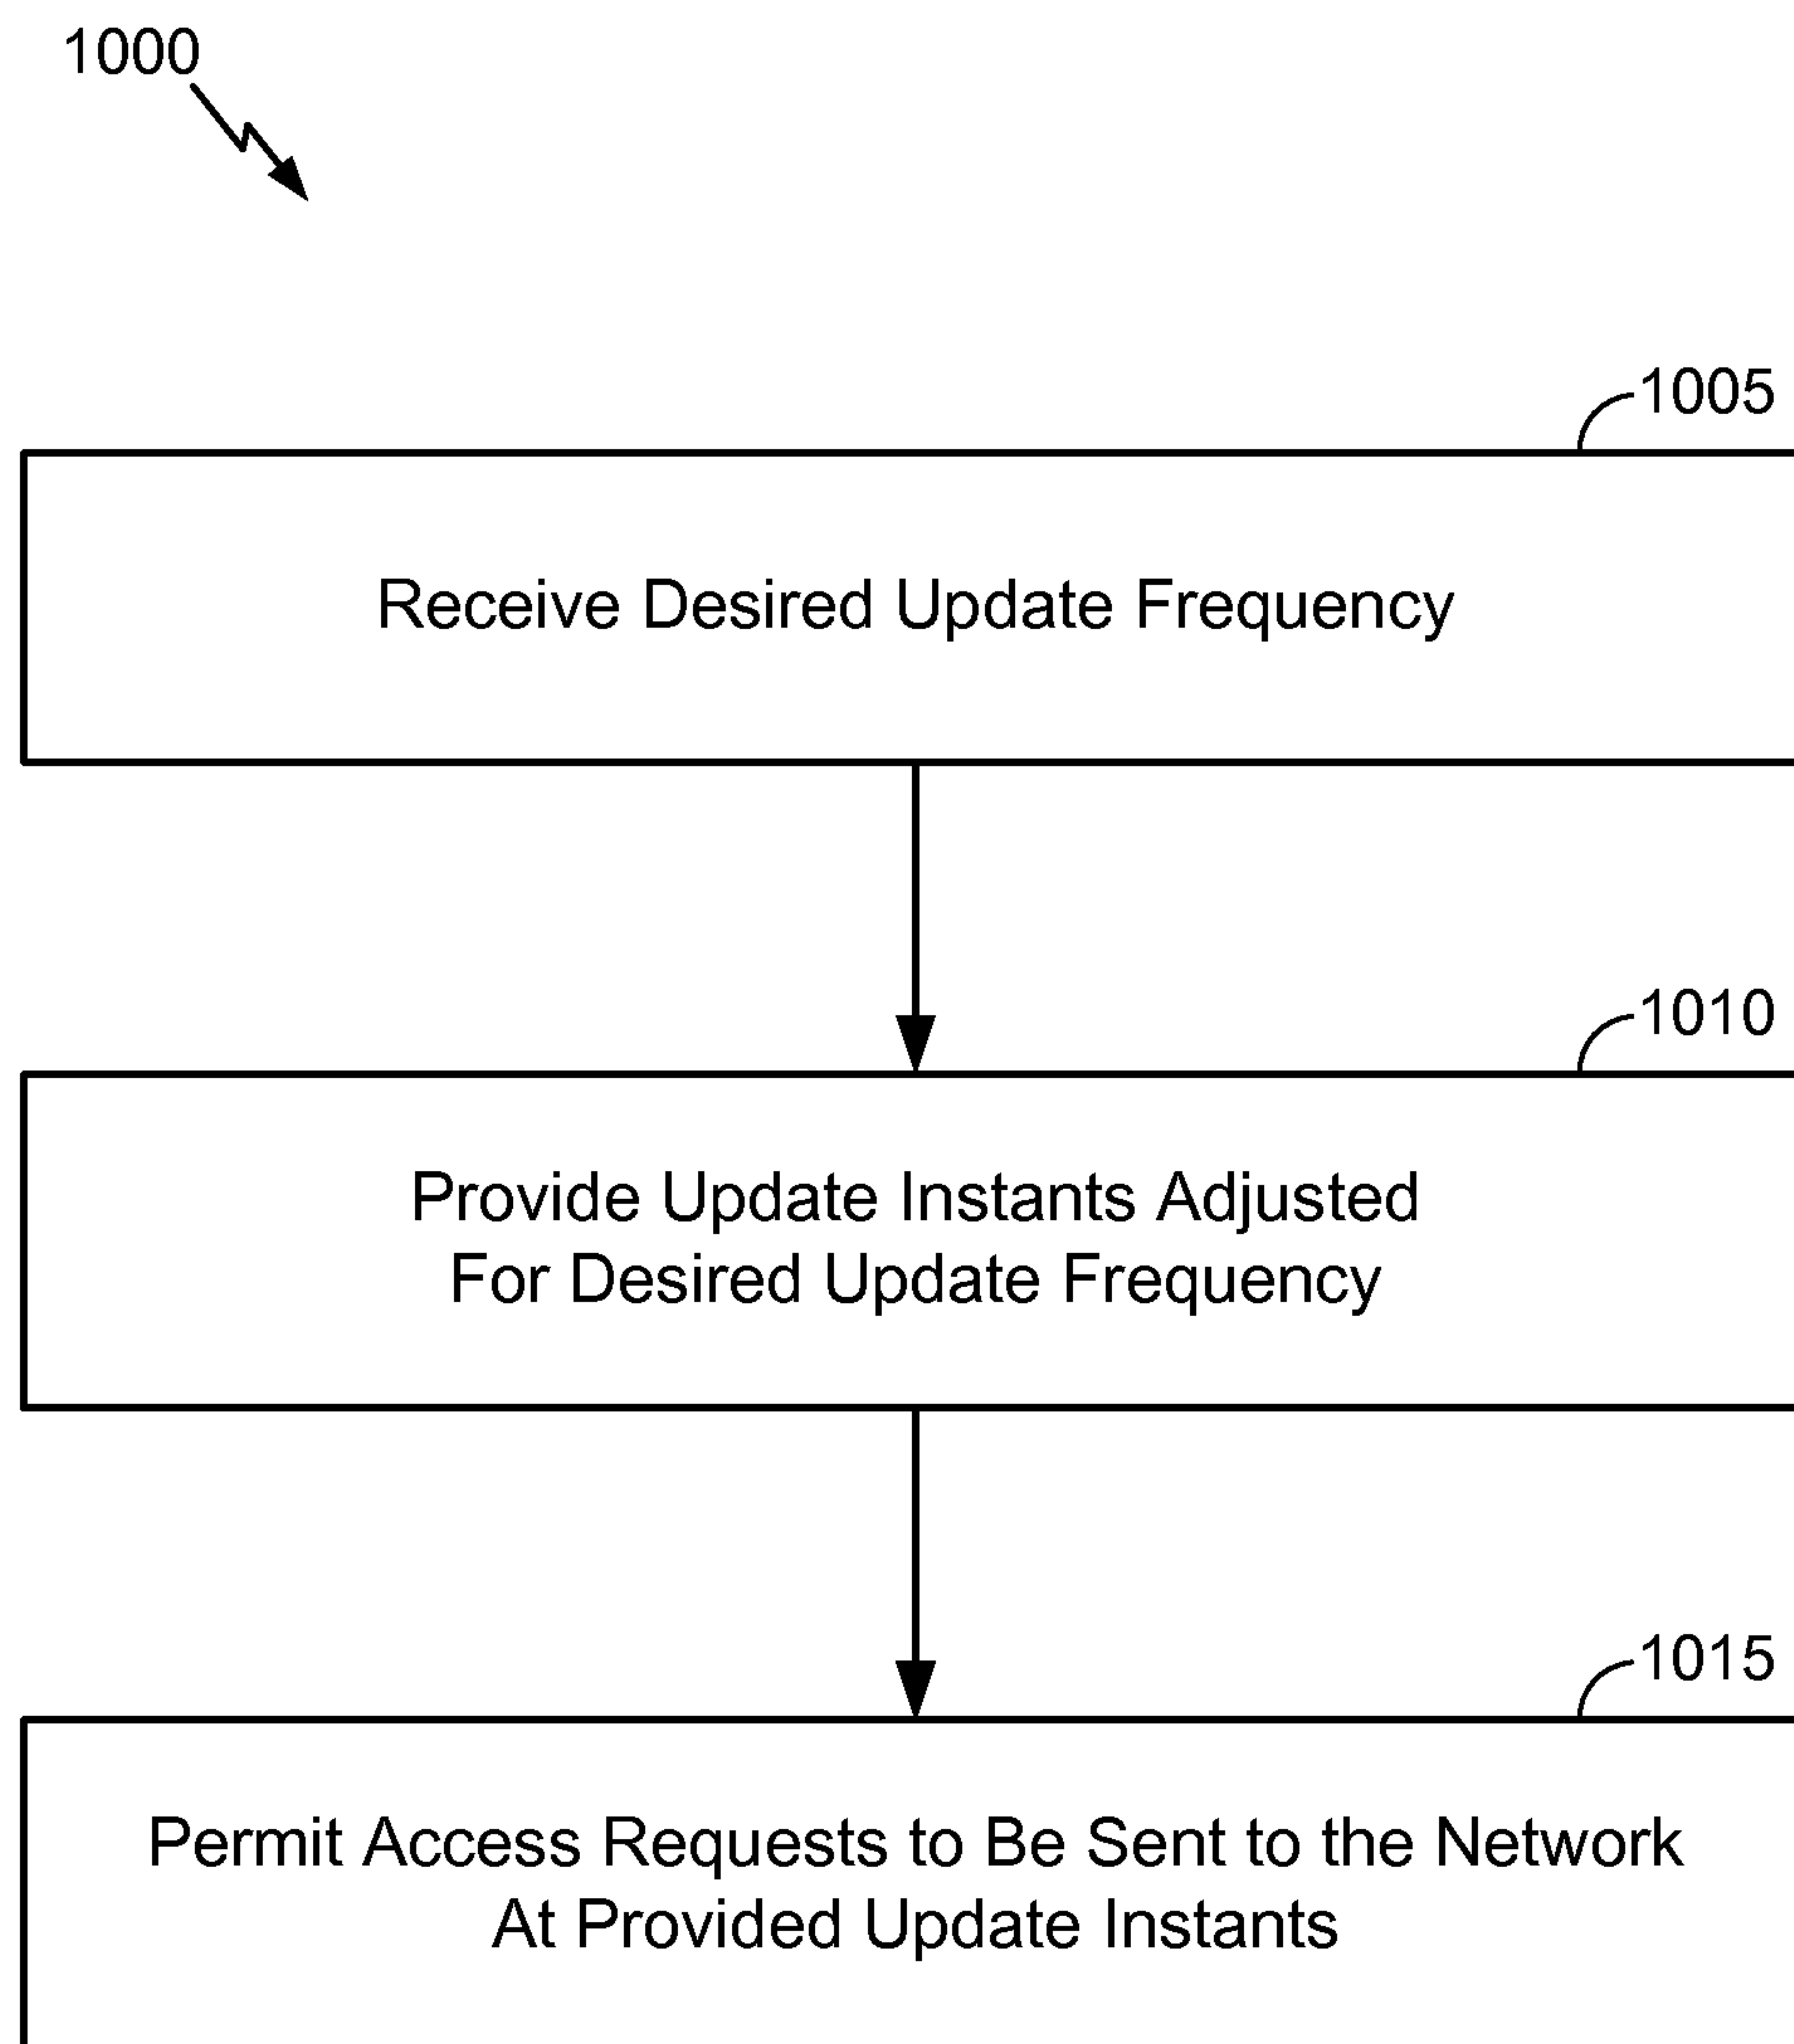 1000
1005
Receive Desired Update Frequency
1010
Provide Update Instants Adjusted
For Desired Update Frequency
1015
Permit Access Requests to Be Sent to the Network
At Provided Update Instants